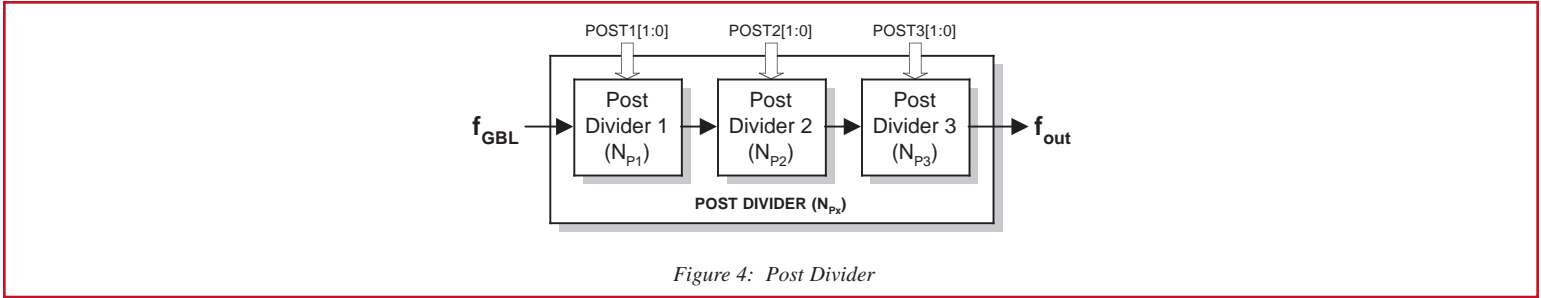 POST1[1:0] POST2[1:0] POST3[1:0]
Post Divider 1 (NP1)
Post Divider 2 (NP2)
Post Divider 3 (NP3)
fGBL
fout
POST DIVIDER (NPx)
Figure 4: Post Divider